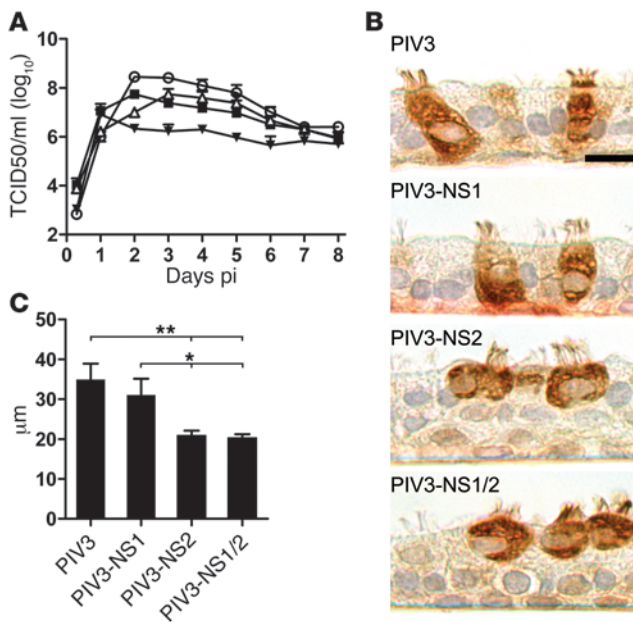 A
TCID50/ml (log10)
10
8
6
4
2
0 1 2 3 4 5 6 7 8
Days pi
B
PIV3
PIV3-NS1
PIV3-NS2
PIV3-NS1/2
C
μm
50
40
30
20
10
0
**
*
PIV3
PIV3-NS1
PIV3-NS2
PIV3-NS1/2